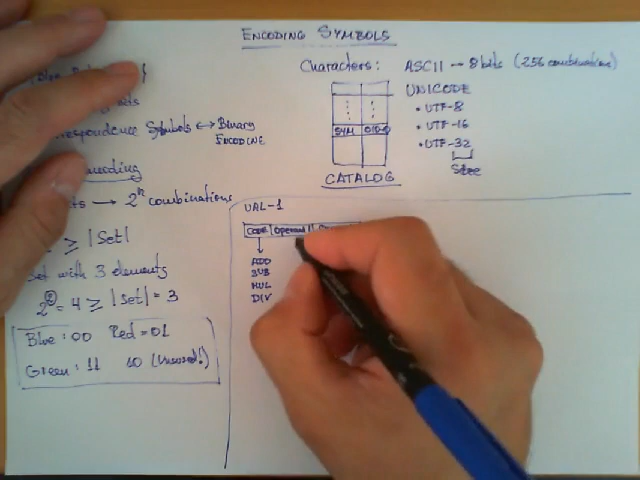 ENCODING SYMBOLS
Characters: ASCII – 8 bits (256 combinations)
UNICODE
• UTF-8
• UTF-16
• UTF-32
Size
SYM
CATALOG
Symbols ↔ Binary
ENCODING
→ 2ⁿ combinations
≥ |Set|
Set with 3 elements
2² = 4 ≥ |Set| = 3
Blue : 00 Red = 01
Green : 11 10 (Unused!)
UAL-1
CODE Operand
ADD
SUB
MUL
DIV